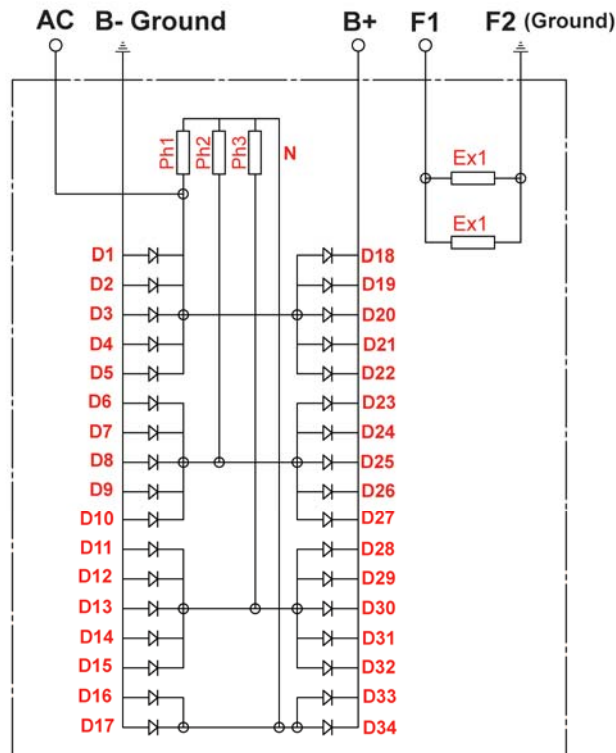 AC B- Ground B+ F1 F2 (Ground)
Ph1 Ph2 Ph3 N
Ex1
Ex1
D1 D18
D2 D19
D3 D20
D4 D21
D5 D22
D6 D23
D7 D24
D8 D25
D9 D26
D10 D27
D11 D28
D12 D29
D13 D30
D14 D31
D15 D32
D16 D33
D17 D34